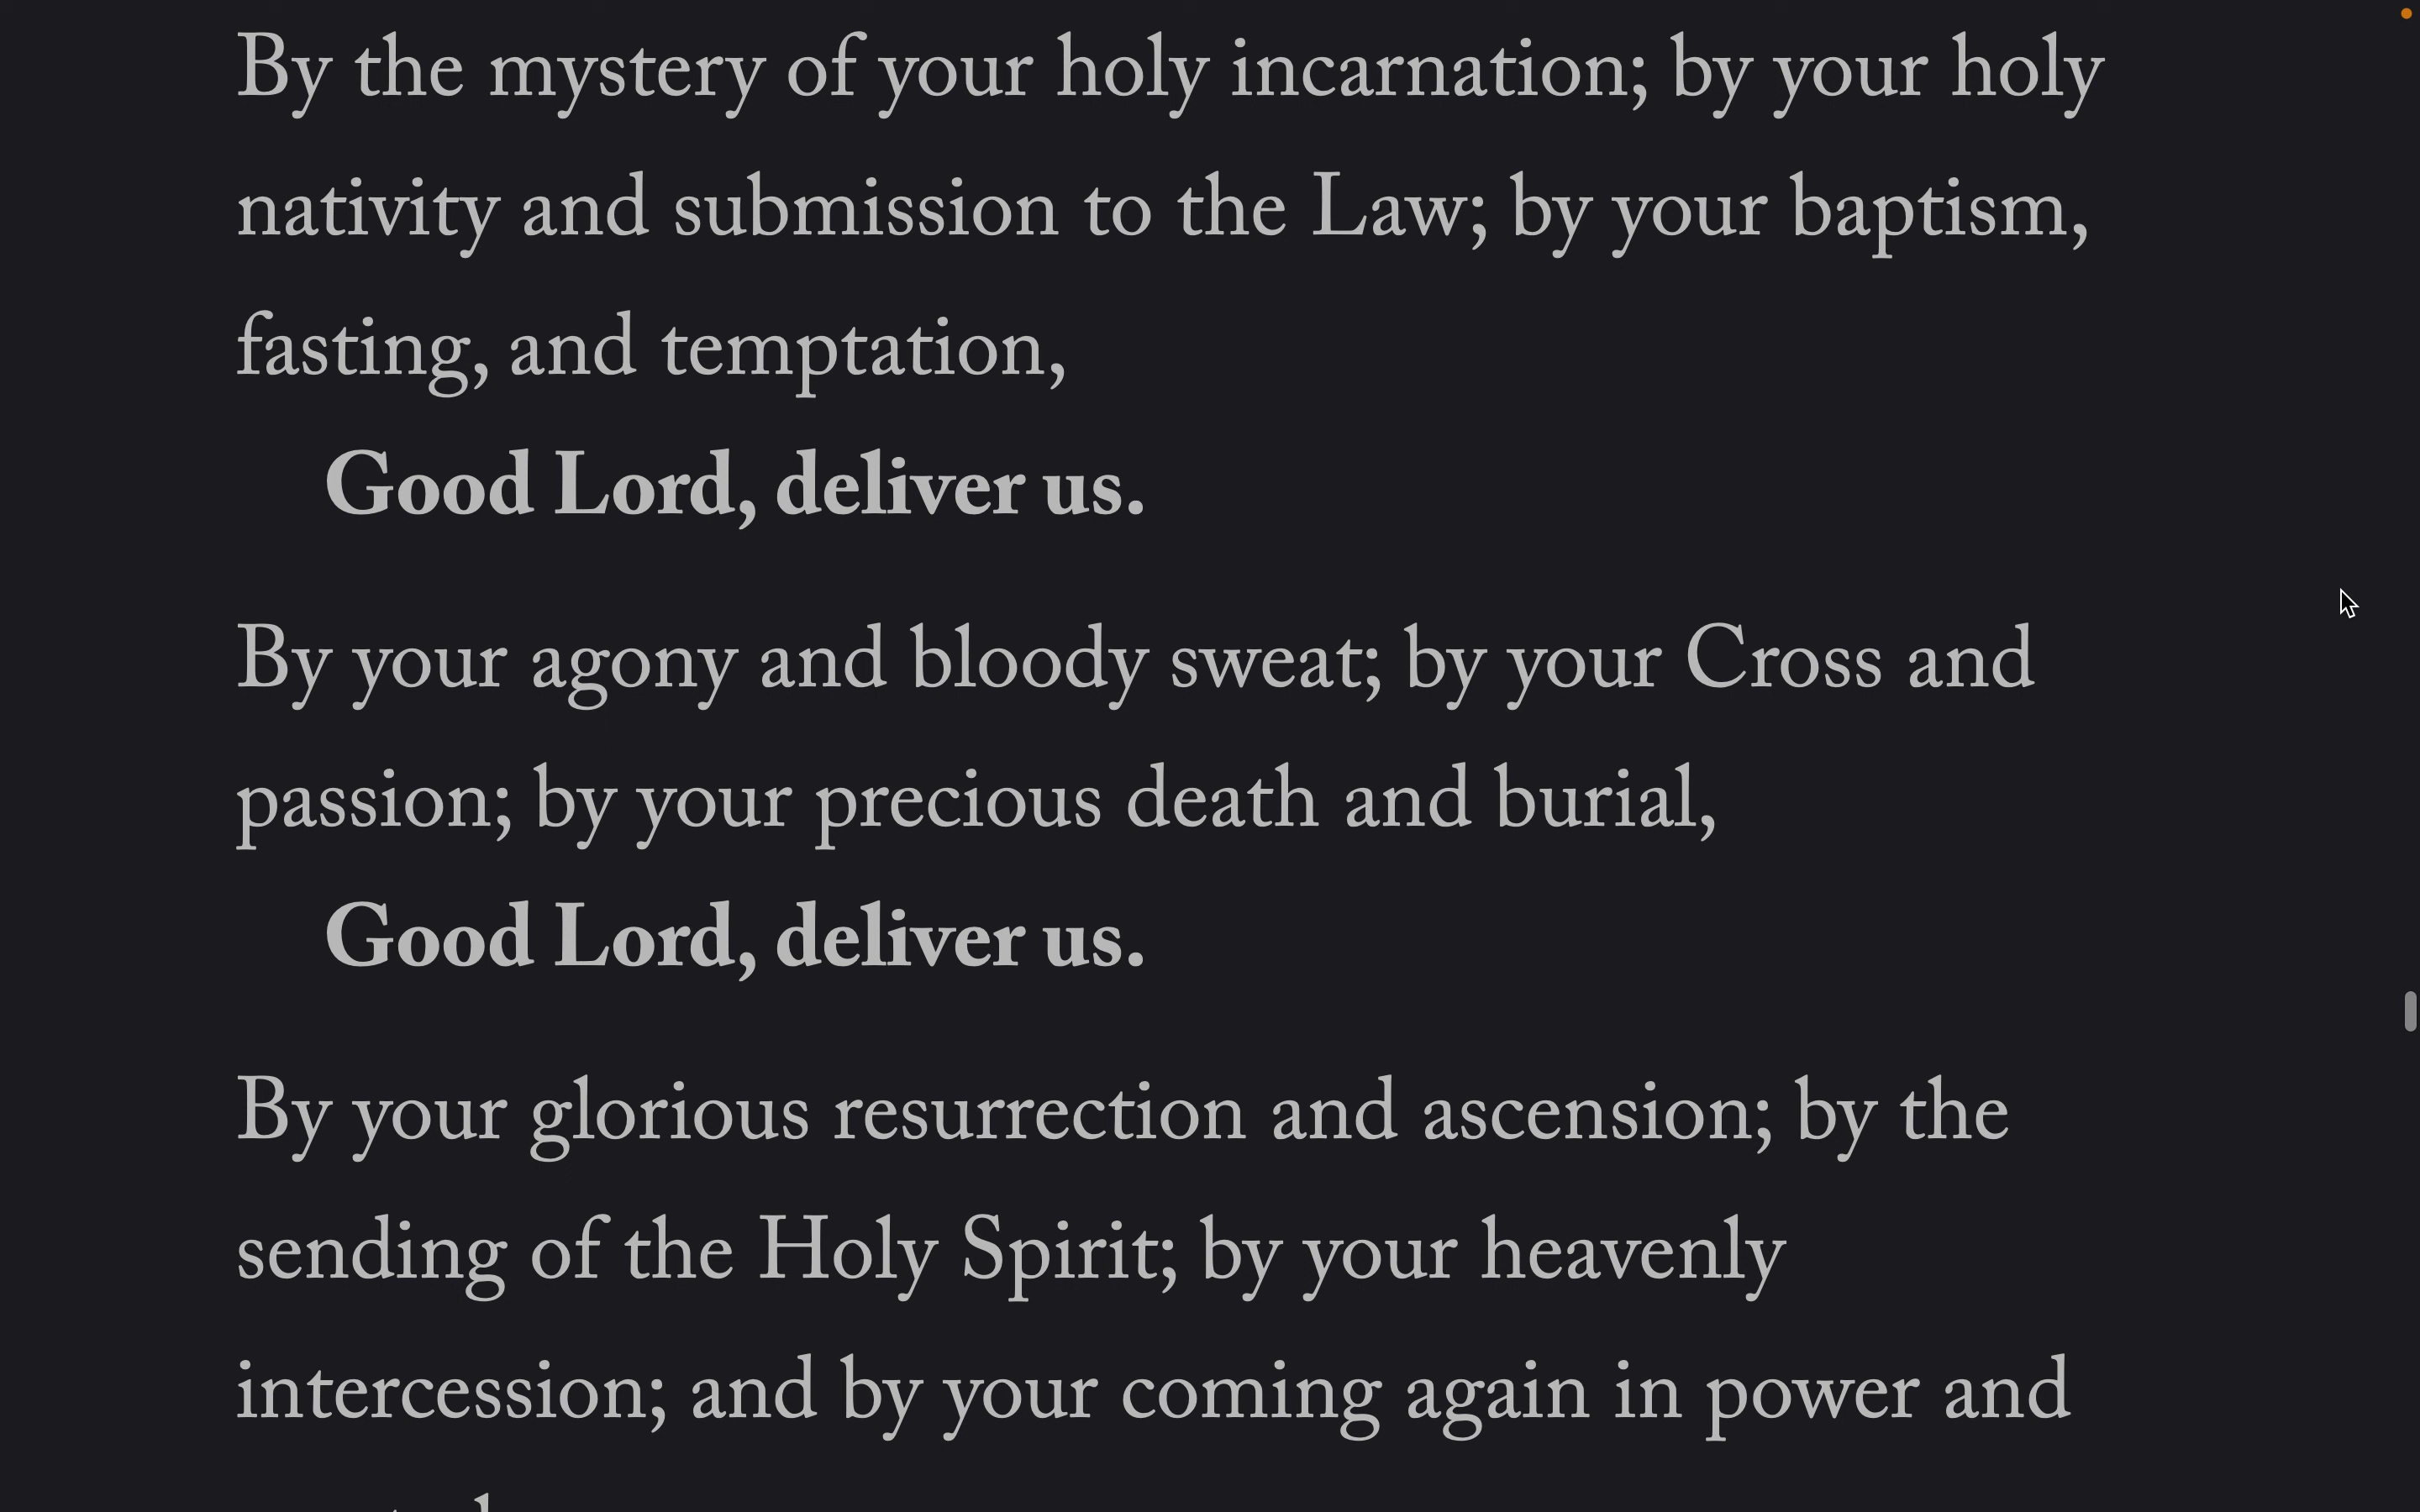 By the mystery of your holy incarnation; by your holy
nativity and submission to the Law; by your baptism,
fasting, and temptation,
Good Lord, deliver us.
By your agony and bloody sweat; by your Cross and
passion; by your precious death and burial,
Good Lord, deliver us.
By your glorious resurrection and ascension; by the
sending of the Holy Spirit; by your heavenly
intercession; and by your coming again in power and